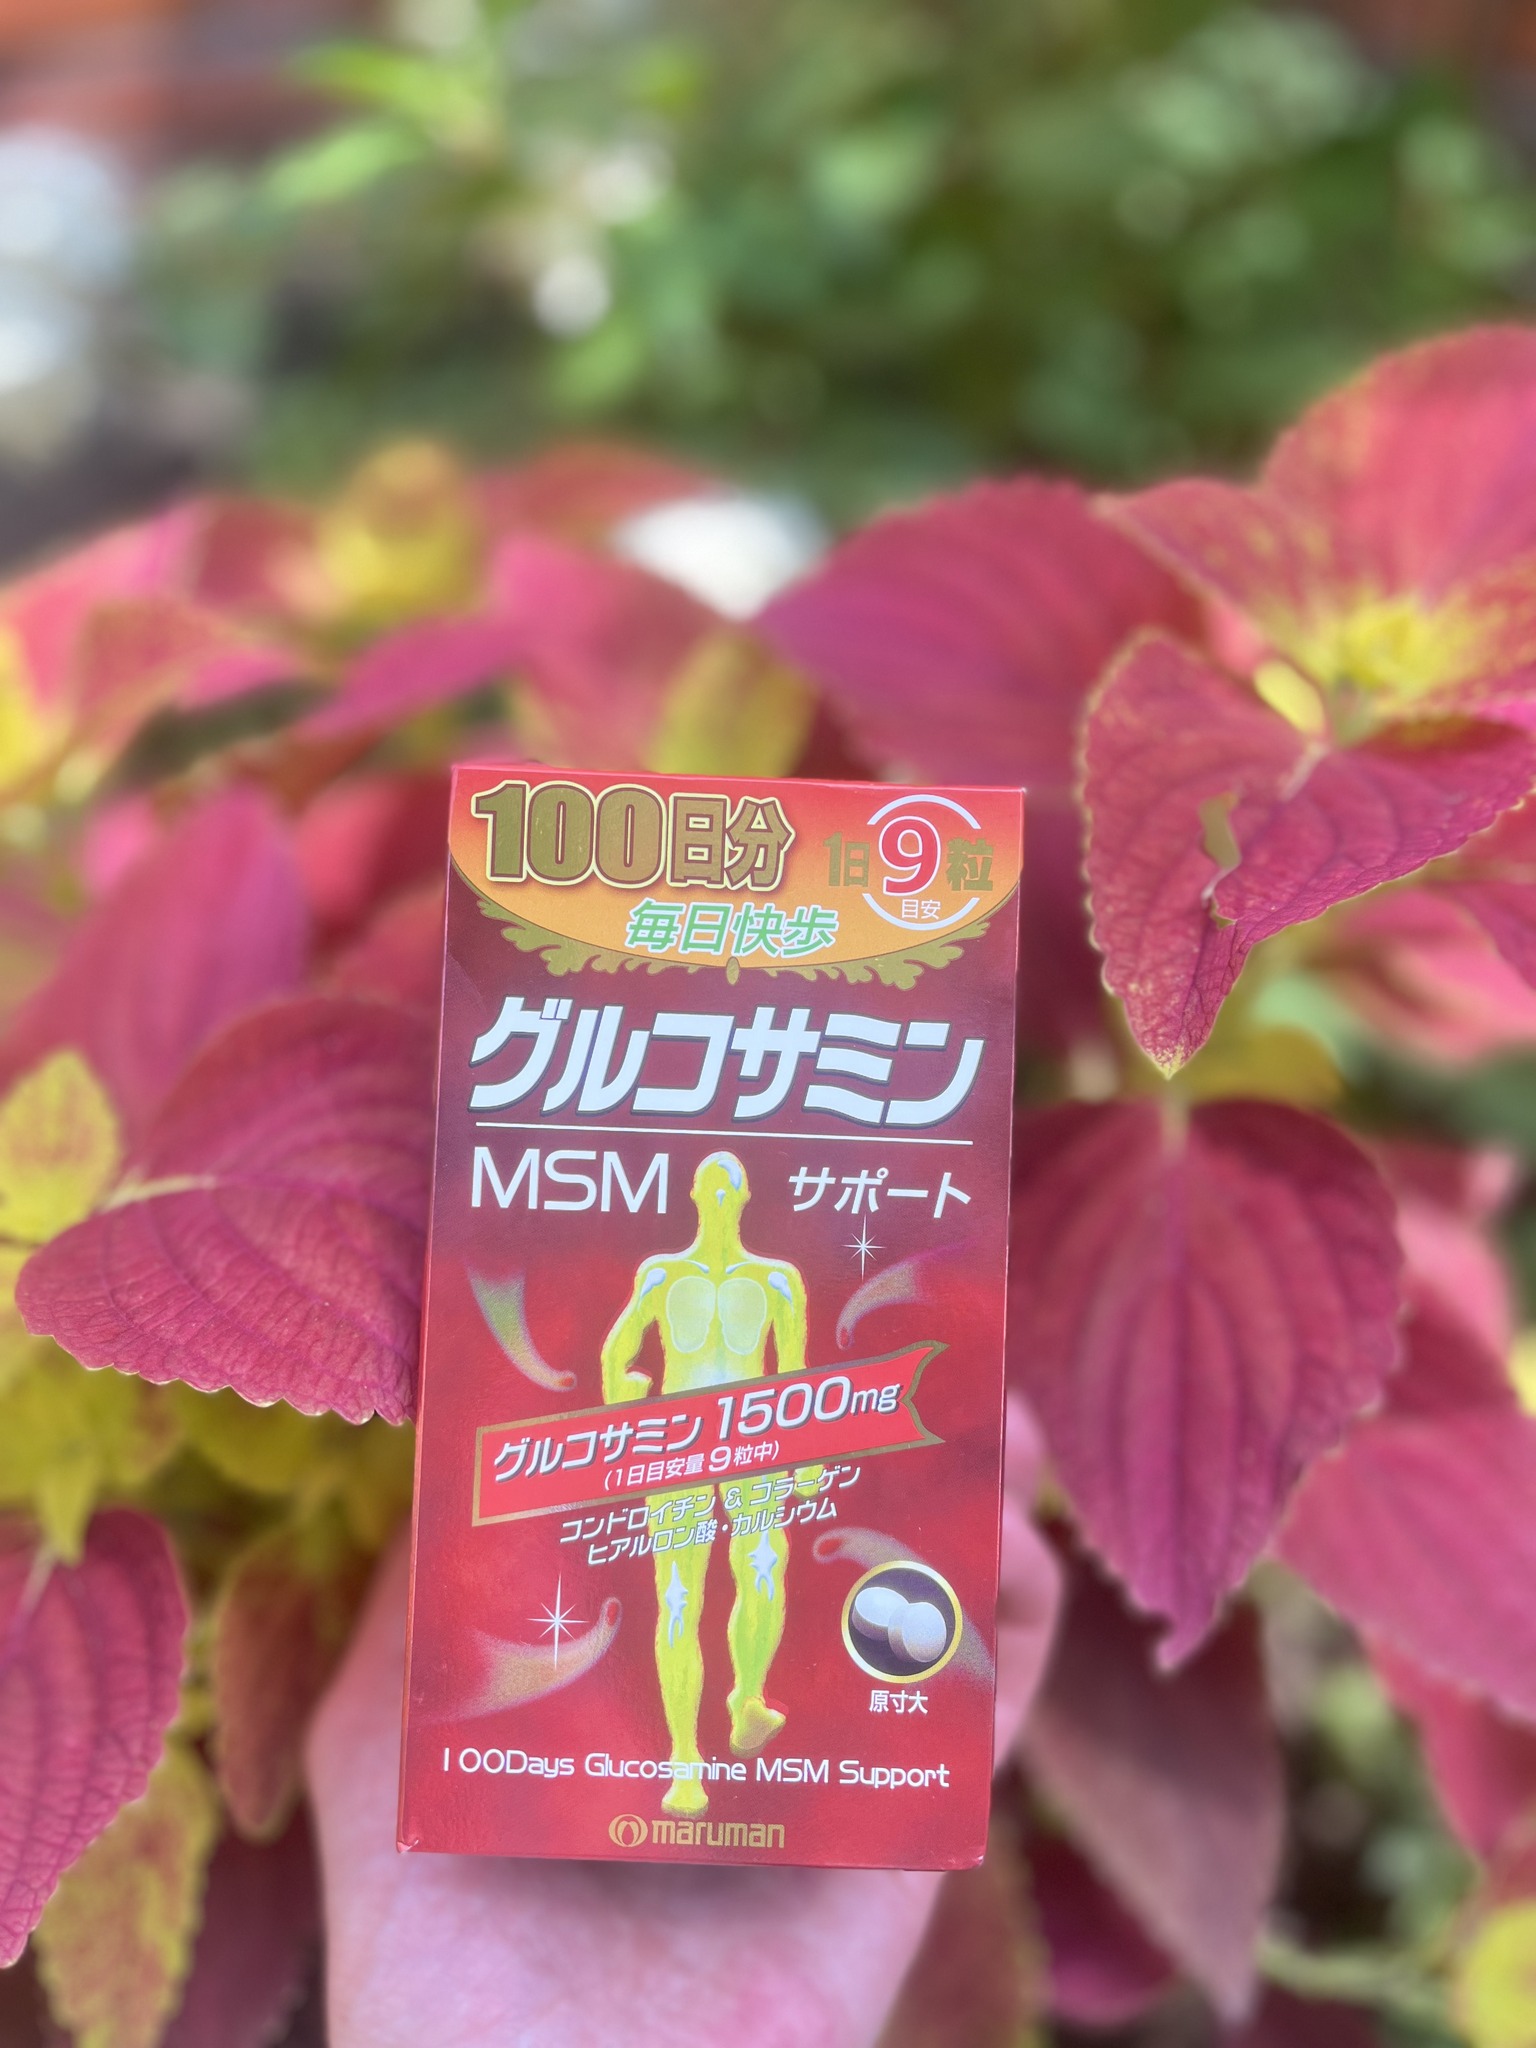 100日分
1日9粒
目安
毎日快歩
グルコサミン
MSM サポート
グルコサミン 1500mg
(1日目安量 9粒中)
コンドロイチン & コラーゲン
ヒアルロン酸・カルシウム
原寸大
100Days Glucosamine MSM Support
maruman